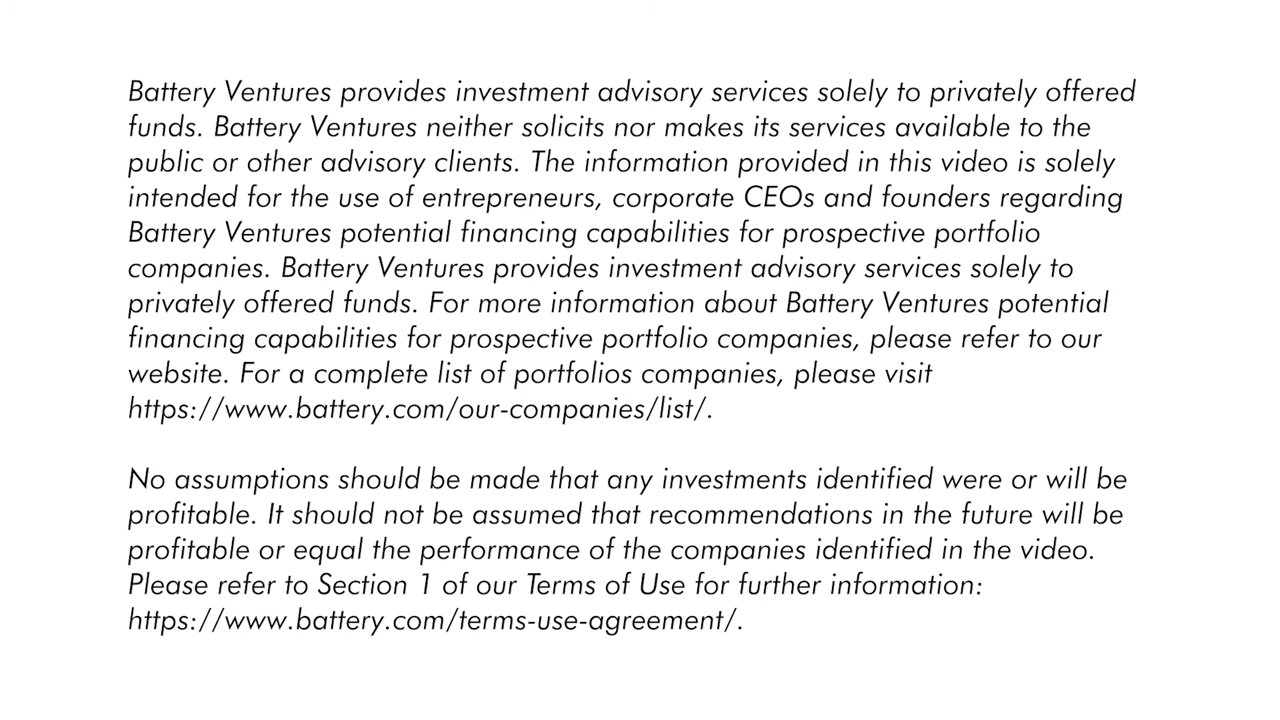 Battery Ventures provides investment advisory services solely to privately offered
funds. Battery Ventures neither solicits nor makes its services available to the
public or other advisory clients. The information provided in this video is solely
intended for the use of entrepreneurs, corporate CEOs and founders regarding
Battery Ventures potential financing capabilities for prospective portfolio
companies. Battery Ventures provides investment advisory services solely to
privately offered funds. For more information about Battery Ventures potential
financing capabilities for prospective portfolio companies, please refer to our
website. For a complete list of portfolios companies, please visit
https://www.battery.com/our-companies/list/.
No assumptions should be made that any investments identified were or will be
profitable. It should not be assumed that recommendations in the future will be
profitable or equal the performance of the companies identified in the video.
Please refer to Section 1 of our Terms of Use for further information:
https://www.battery.com/terms-use-agreement/.